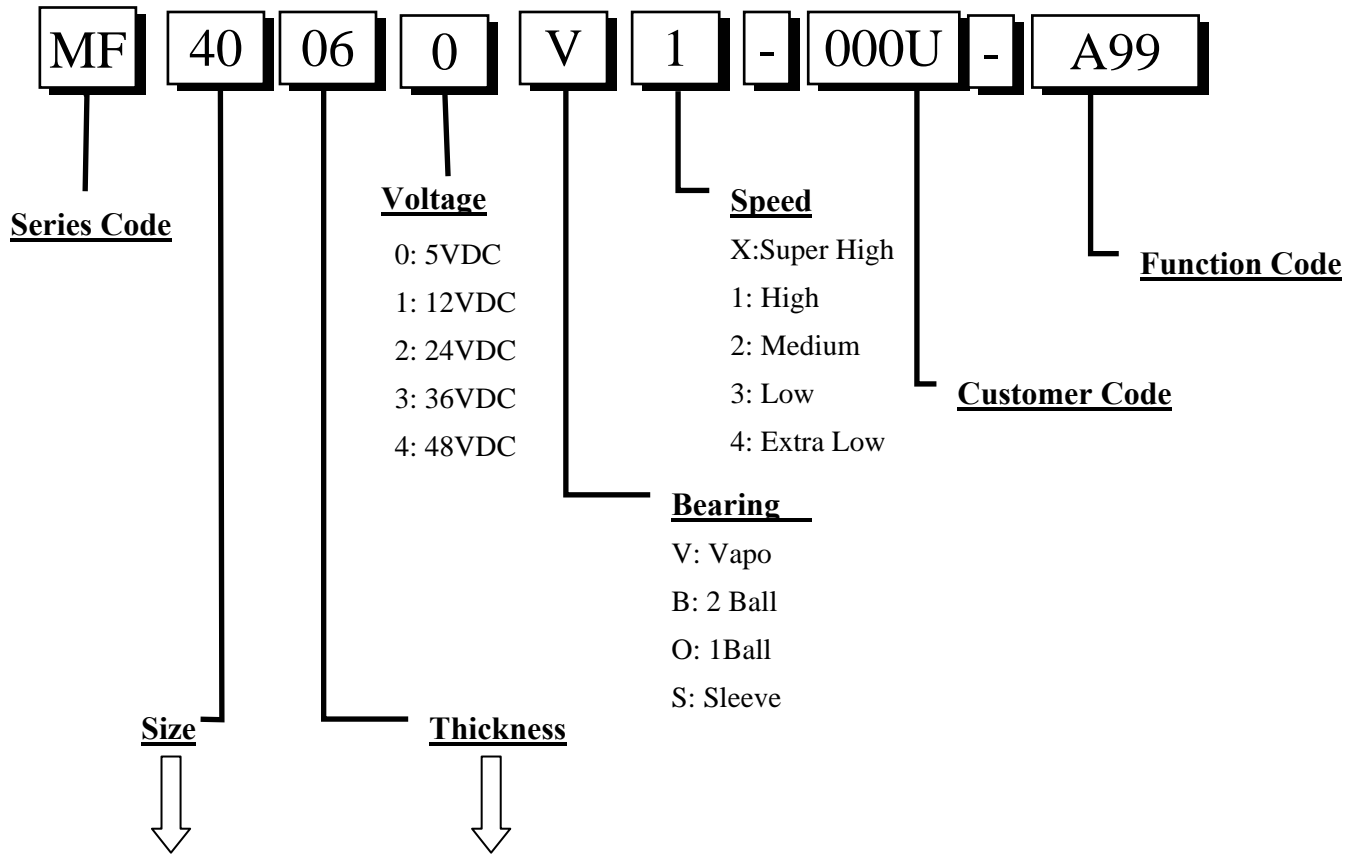 MF 40 06 0 V 1 - 000U - A99
Series Code
Voltage
0: 5VDC
1: 12VDC
2: 24VDC
3: 36VDC
4: 48VDC
Speed
X:Super High
1: High
2: Medium
3: Low
4: Extra Low
Function Code
Customer Code
Bearing
V: Vapo
B: 2 Ball
O: 1Ball
S: Sleeve
Size
Thickness